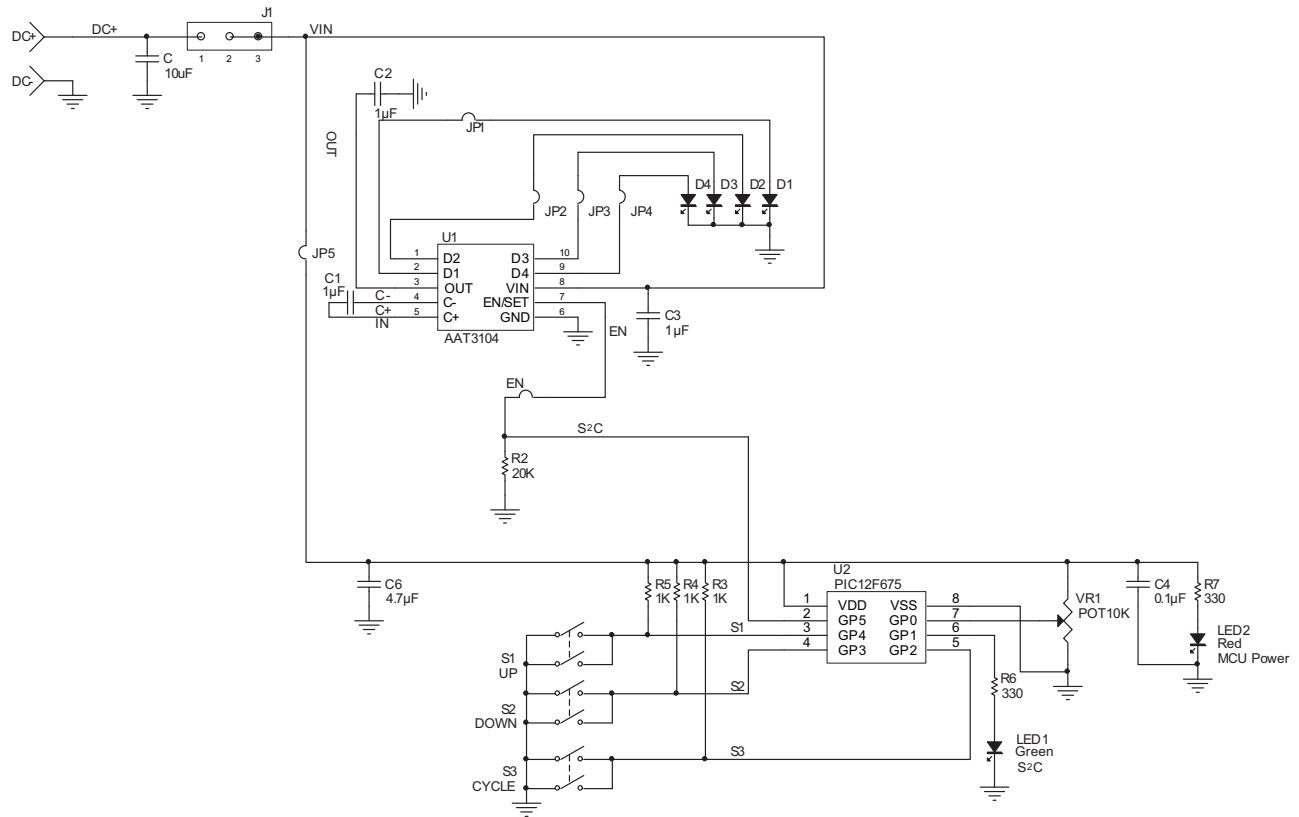 J1
DC+
DC+
VIN
C
10uF
1 2 3
DC-
C2
1µF
JP1
OUT
D4 D3 D2 D1
JP2 JP3 JP4
JP5
U1
1 D2 D3 10
2 D1 D4 9
3 OUT VIN 8
4 C- EN/SET 7
5 C+ GND 6
AAT3104
C1
1µF
C-
C+
IN
EN
C3
1µF
EN
S2C
R2
20K
C6
4.7µF
R5
1K
R4
1K
R3
1K
U2
PIC12F675
1 VDD VSS 8
2 GP5 GP0 7
3 GP4 GP1 6
4 GP3 GP2 5
VR1
POT10K
C4
0.1µF
R7
330
LED2
Red
MCU Power
R6
330
LED1
Green
S2C
S1
S1
UP
S2
S2
DOWN
S3
S3
CYCLE